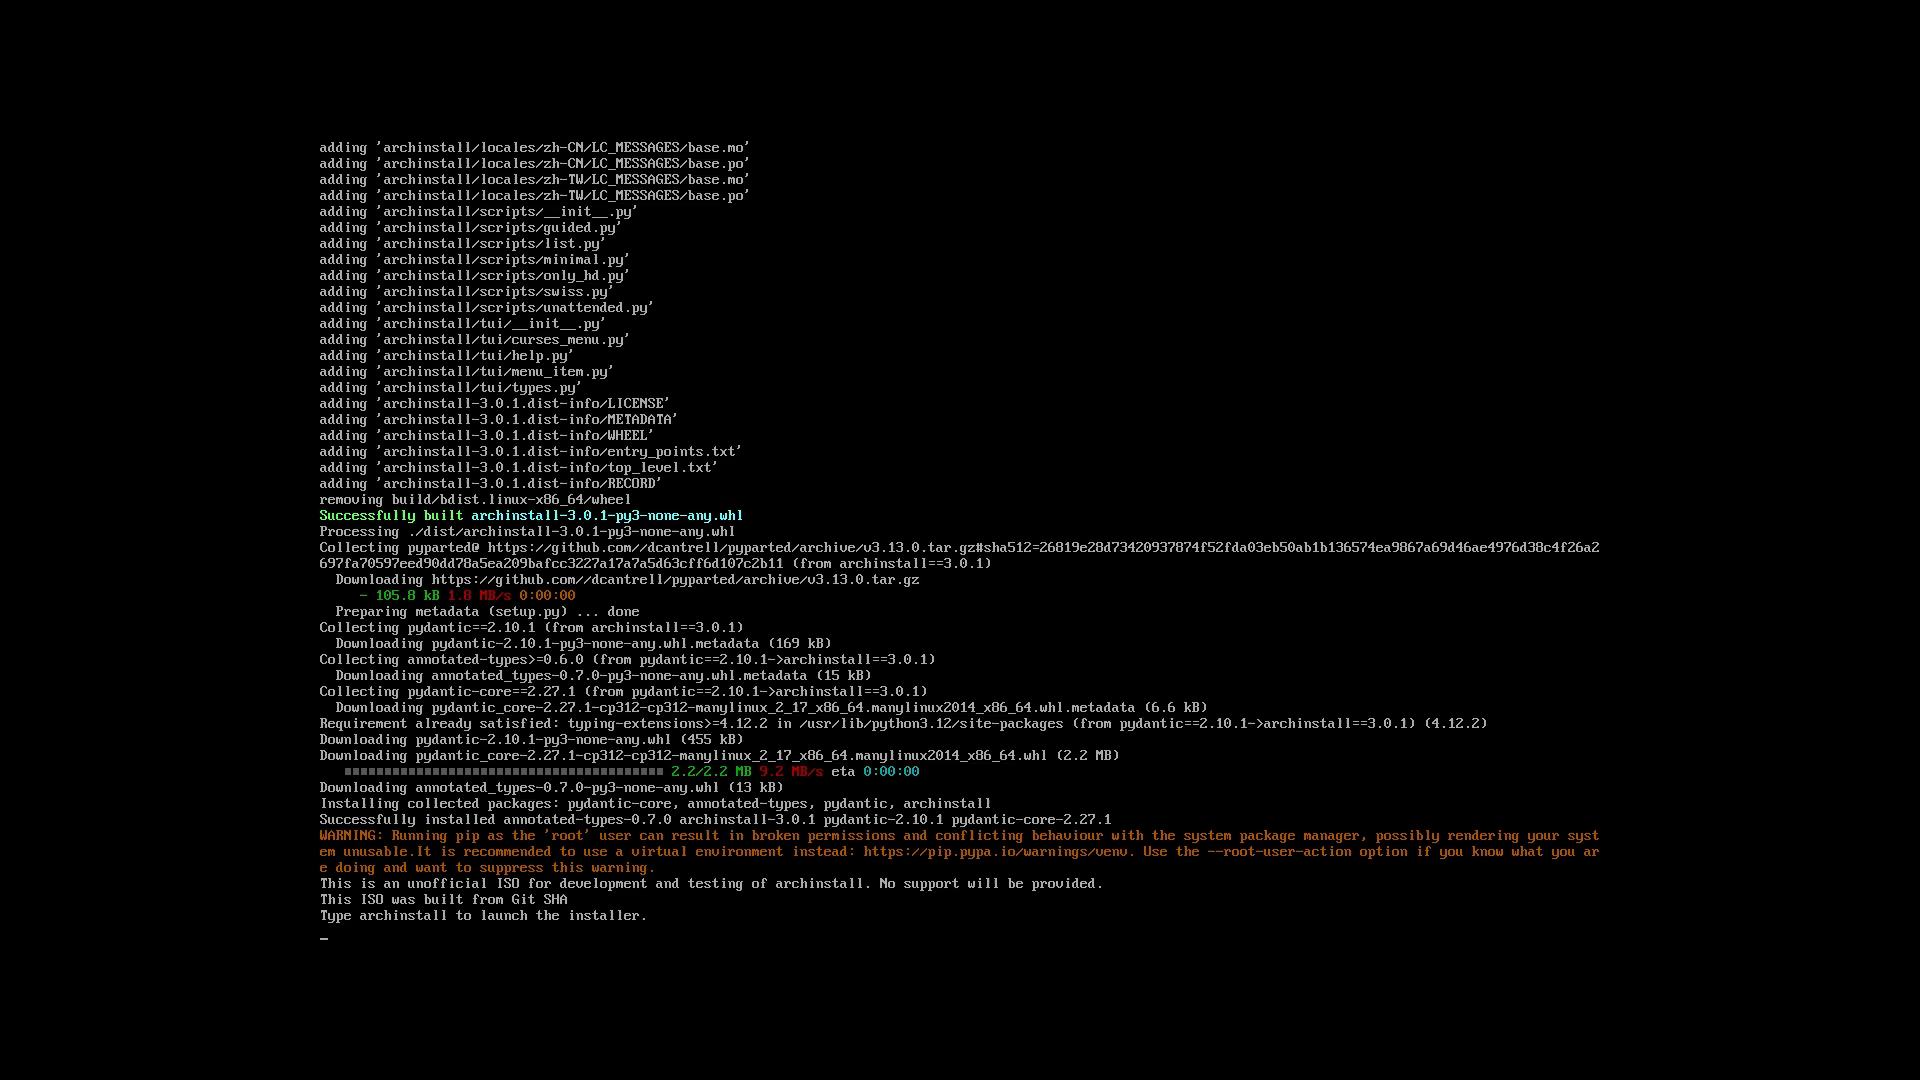 adding 'archinstall/locales/zh-CN/LC_MESSAGES/base.mo'
adding 'archinstall/locales/zh-CN/LC_MESSAGES/base.po'
adding 'archinstall/locales/zh-TW/LC_MESSAGES/base.mo'
adding 'archinstall/locales/zh-TW/LC_MESSAGES/base.po'
adding 'archinstall/scripts/__init__.py'
adding 'archinstall/scripts/guided.py'
adding 'archinstall/scripts/list.py'
adding 'archinstall/scripts/minimal.py'
adding 'archinstall/scripts/only_hd.py'
adding 'archinstall/scripts/swiss.py'
adding 'archinstall/scripts/unattended.py'
adding 'archinstall/tui/__init__.py'
adding 'archinstall/tui/curses_menu.py'
adding 'archinstall/tui/help.py'
adding 'archinstall/tui/menu_item.py'
adding 'archinstall/tui/types.py'
adding 'archinstall-3.0.1.dist-info/LICENSE'
adding 'archinstall-3.0.1.dist-info/METADATA'
adding 'archinstall-3.0.1.dist-info/WHEEL'
adding 'archinstall-3.0.1.dist-info/entry_points.txt'
adding 'archinstall-3.0.1.dist-info/top_level.txt'
adding 'archinstall-3.0.1.dist-info/RECORD'
removing build/bdist.linux-x86_64/wheel
Successfully built archinstall-3.0.1-py3-none-any.whl
Processing ./dist/archinstall-3.0.1-py3-none-any.whl
Collecting pyparted@ https://github.com//dcantrell/pyparted/archive/v3.13.0.tar.gz#sha512=26819e28d73420937874f52fda03eb50ab1b136574ea9867a69d46ae4976d38c4f26a2
697fa70597eed90dd78a5ea209bafcc3227a17a7a5d63cff6d107c2b11 (from archinstall==3.0.1)
  Downloading https://github.com//dcantrell/pyparted/archive/v3.13.0.tar.gz
     - 105.8 kB 1.8 MB/s 0:00:00
  Preparing metadata (setup.py) ... done
Collecting pydantic==2.10.1 (from archinstall==3.0.1)
  Downloading pydantic-2.10.1-py3-none-any.whl.metadata (169 kB)
Collecting annotated-types>=0.6.0 (from pydantic==2.10.1->archinstall==3.0.1)
  Downloading annotated_types-0.7.0-py3-none-any.whl.metadata (15 kB)
Collecting pydantic-core==2.27.1 (from pydantic==2.10.1->archinstall==3.0.1)
  Downloading pydantic_core-2.27.1-cp312-cp312-manylinux_2_17_x86_64.manylinux2014_x86_64.whl.metadata (6.6 kB)
Requirement already satisfied: typing-extensions>=4.12.2 in /usr/lib/python3.12/site-packages (from pydantic==2.10.1->archinstall==3.0.1) (4.12.2)
Downloading pydantic-2.10.1-py3-none-any.whl (455 kB)
Downloading pydantic_core-2.27.1-cp312-cp312-manylinux_2_17_x86_64.manylinux2014_x86_64.whl (2.2 MB)
2.2/2.2 MB 9.2 MB/s eta 0:00:00
Downloading annotated_types-0.7.0-py3-none-any.whl (13 kB)
Installing collected packages: pydantic-core, annotated-types, pydantic, archinstall
Successfully installed annotated-types-0.7.0 archinstall-3.0.1 pydantic-2.10.1 pydantic-core-2.27.1
WARNING: Running pip as the 'root' user can result in broken permissions and conflicting behaviour with the system package manager, possibly rendering your syst
em unusable.It is recommended to use a virtual environment instead: https://pip.pypa.io/warnings/venv. Use the --root-user-action option if you know what you ar
e doing and want to suppress this warning.
This is an unofficial ISO for development and testing of archinstall. No support will be provided.
This ISO was built from Git SHA
Type archinstall to launch the installer.
_